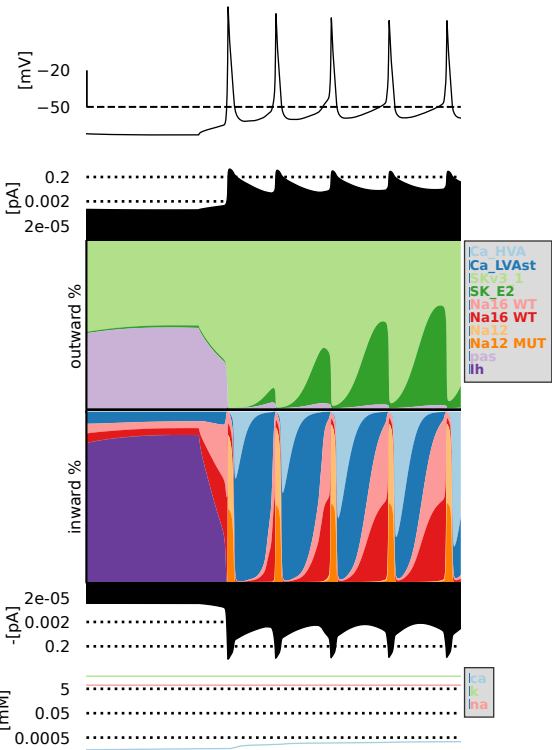 [mV]
−20
−50
[pA]
0.2
0.002
2e-05
outward %
Ca_HVA
Ca_LVAst
SKv3_1
SK_E2
Na16 WT
Na16 WT
Na12
Na12 MUT
pas
Ih
inward %
-[pA]
2e-05
0.002
0.2
[mM]
5
0.05
0.0005
ca
k
na